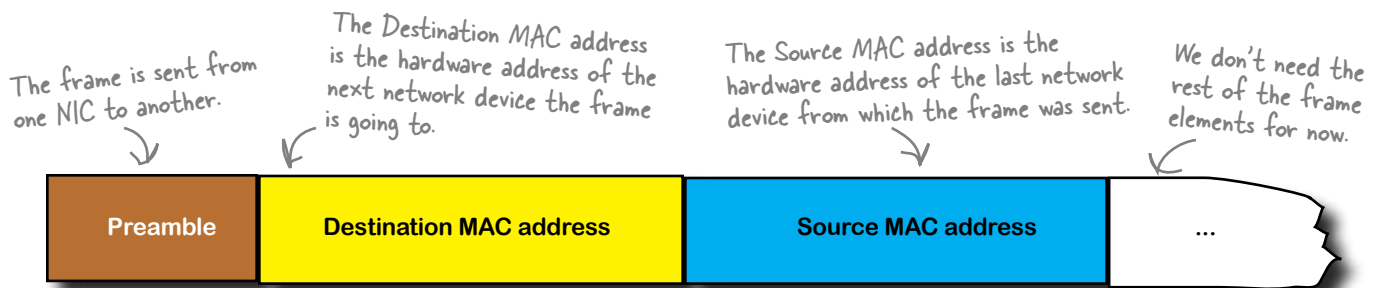 The frame is sent from
one NIC to another.
The Destination MAC address
is the hardware address of the
next network device the frame
is going to.
The Source MAC address is the
hardware address of the last network
device from which the frame was sent.
We don't need the
rest of the frame
elements for now.
Preamble
Destination MAC address
Source MAC address
...